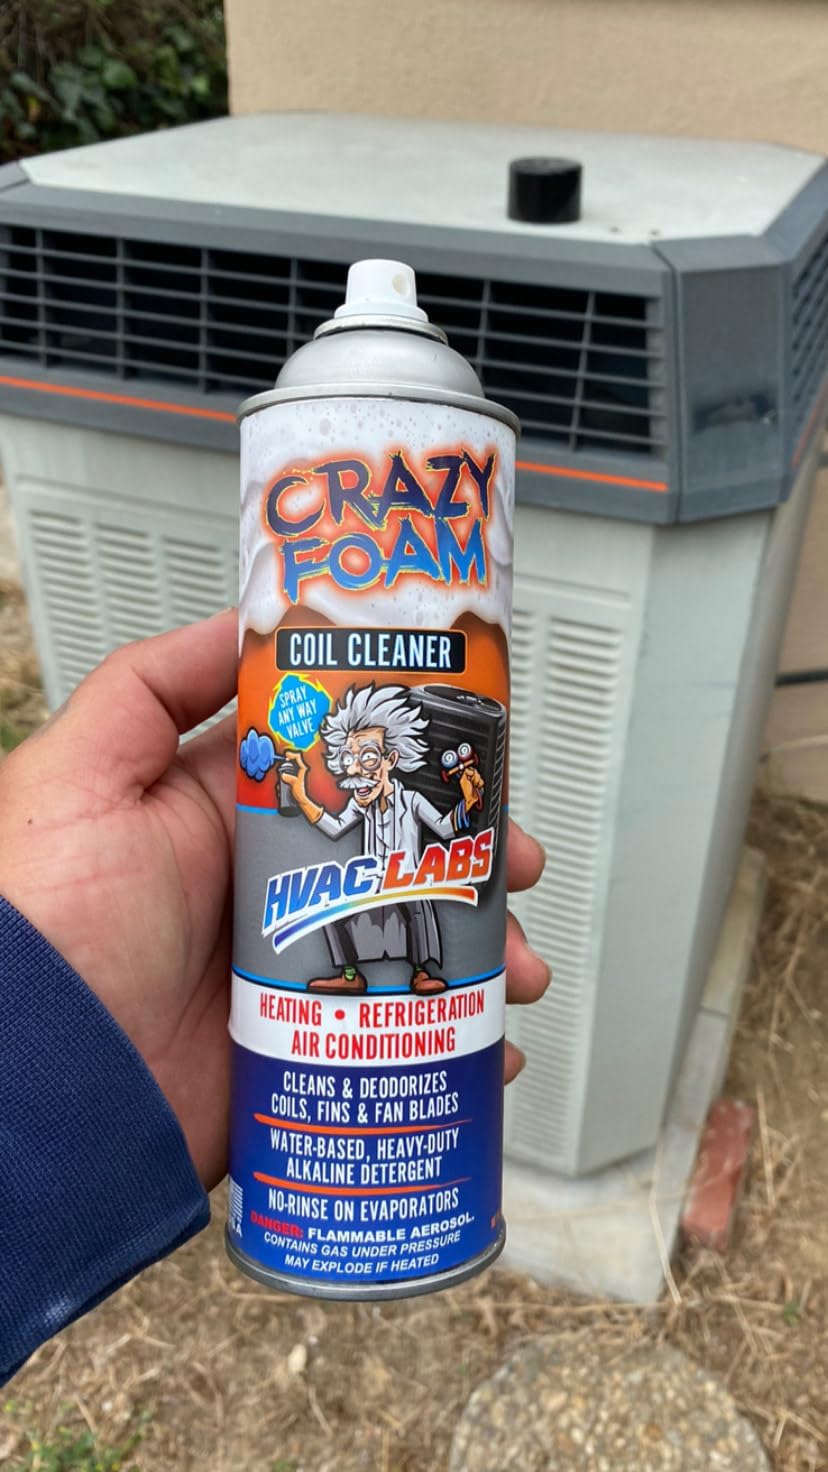 CRAZY
FOAM
COIL CLEANER
SPRAY
ANY WAY
VALVE
HVAC LABS
HEATING • REFRIGERATION
AIR CONDITIONING
CLEANS & DEODORIZES
COILS, FINS & FAN BLADES
WATER-BASED, HEAVY-DUTY
ALKALINE DETERGENT
NO-RINSE ON EVAPORATORS
DANGER: FLAMMABLE AEROSOL.
CONTAINS GAS UNDER PRESSURE
MAY EXPLODE IF HEATED